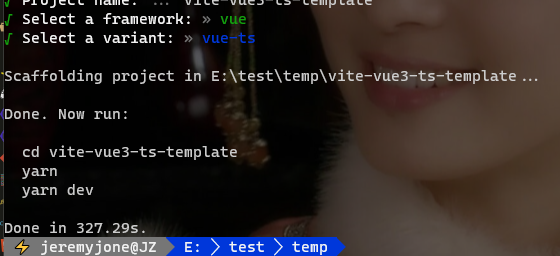 √ Project name: ... vite-vue3-ts-template
√ Select a framework: » vue
√ Select a variant: » vue-ts
Scaffolding project in E:\test\temp\vite-vue3-ts-template...
Done. Now run:
cd vite-vue3-ts-template
yarn
yarn dev
Done in 327.29s.
⚡ jeremyjone@JZ E: test temp